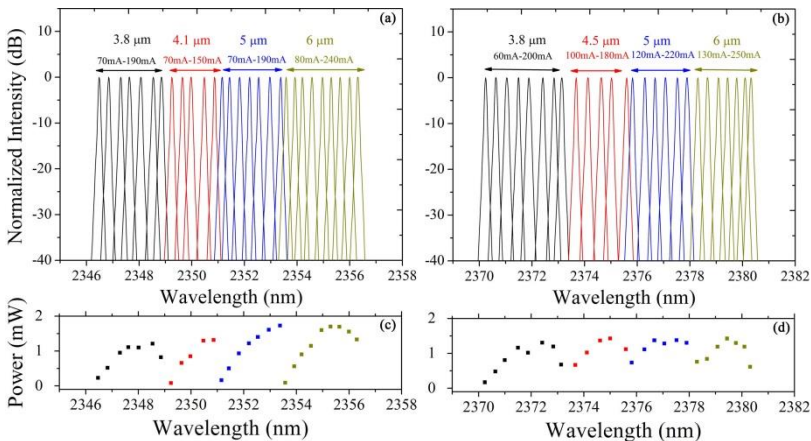 (a)
3.8 μm 4.1 μm 5 μm 6 μm
70mA-190mA 70mA-150mA 70mA-190mA 80mA-240mA
Normalized Intensity (dB)
10
0
-10
-20
-30
-40
2346 2348 2350 2352 2354 2356 2358
Wavelength (nm)
(b)
3.8 μm 4.5 μm 5 μm 6 μm
60mA-200mA 100mA-180mA 120mA-220mA 130mA-250mA
10
0
-10
-20
-30
-40
2370 2372 2373 2375 2376 2378 2380 2382
Wavelength (nm)
(c)
Power (mW)
2
1
0
2346 2348 2350 2352 2354 2356 2358
Wavelength (nm)
(d)
2
1
0
2370 2372 2373 2375 2376 2378 2380 2382
Wavelength (nm)